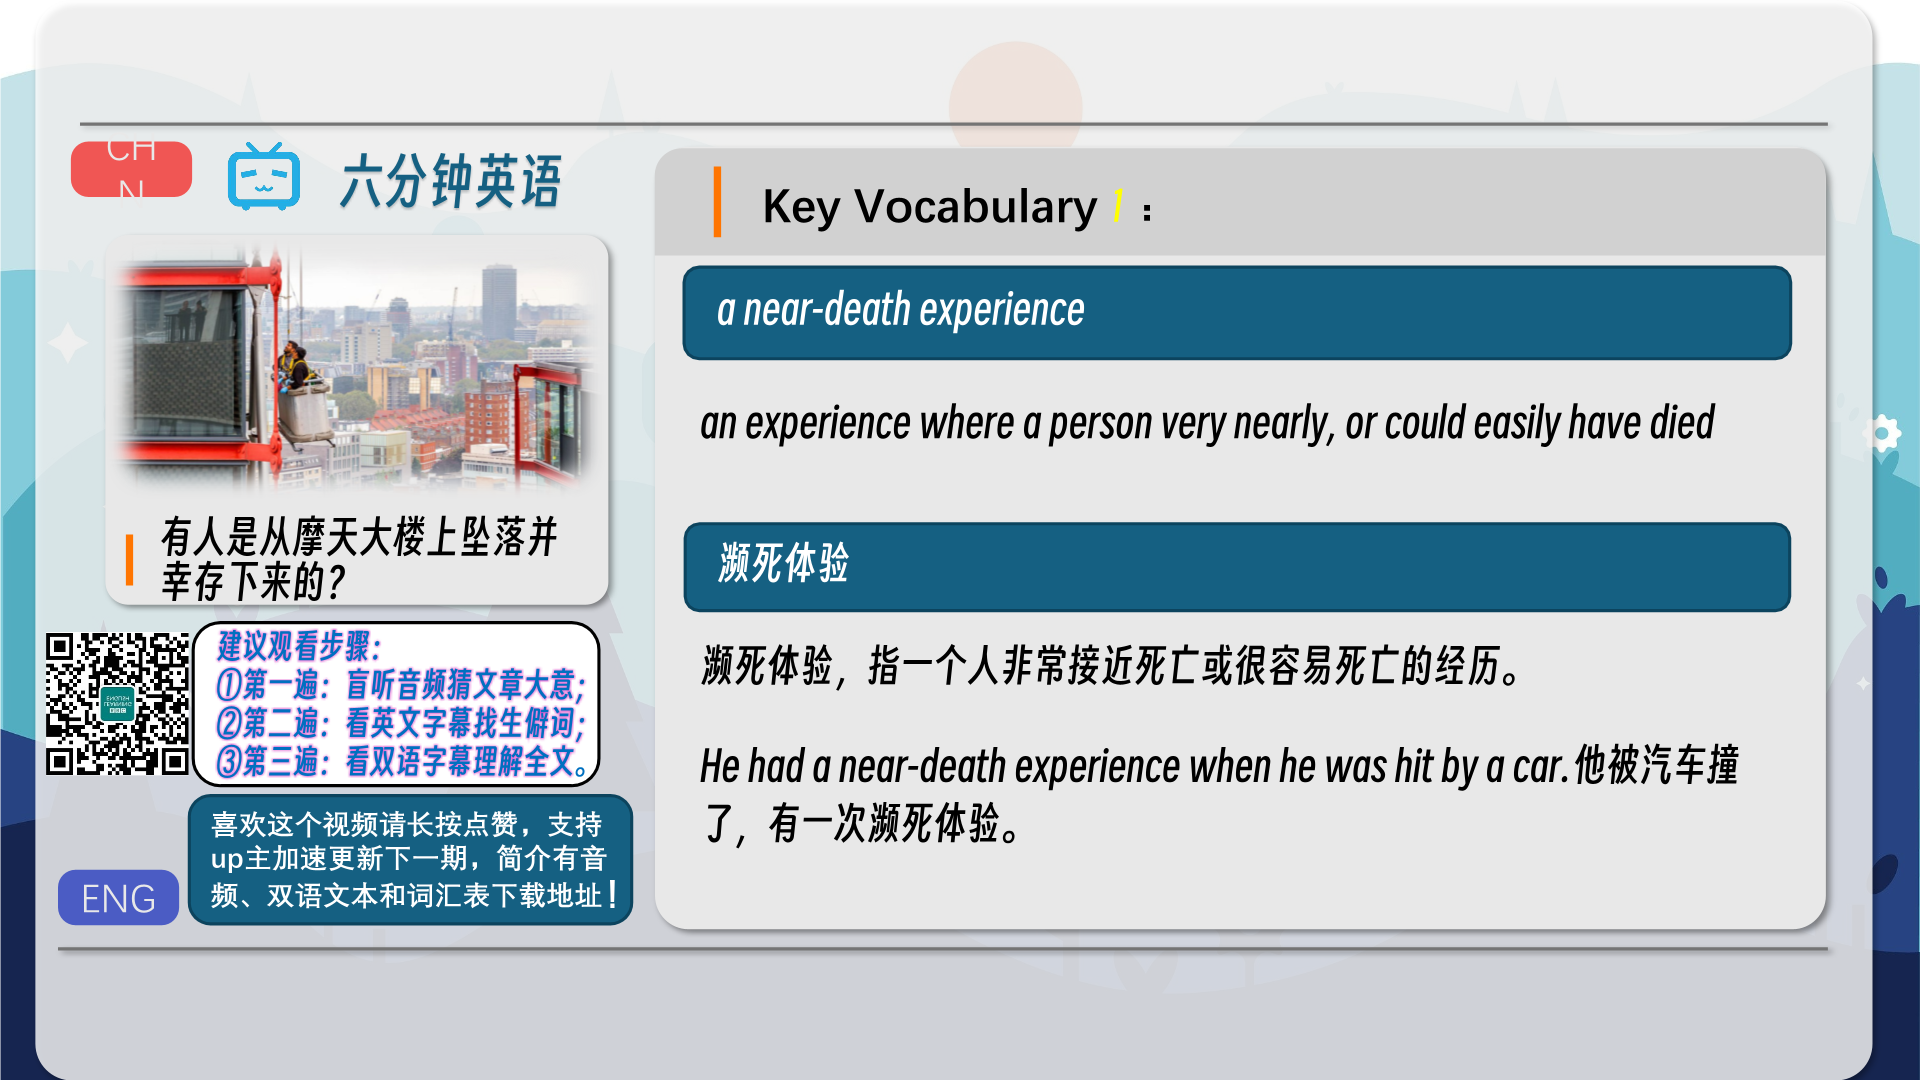 CH
N
六分钟英语
有人是从摩天大楼上坠落并
幸存下来的?
建议观看步骤:
①第一遍: 盲听音频猜文章大意;
②第二遍: 看英文字幕找生僻词;
③第三遍: 看双语字幕理解全文。
喜欢这个视频请长按点赞，支持
up主加速更新下一期，简介有音
频、双语文本和词汇表下载地址!
ENG
Key Vocabulary 1 :
a near-death experience
an experience where a person very nearly, or could easily have died
濒死体验
濒死体验，指一个人非常接近死亡或很容易死亡的经历。
He had a near-death experience when he was hit by a car.他被汽车撞
了，有一次濒死体验。